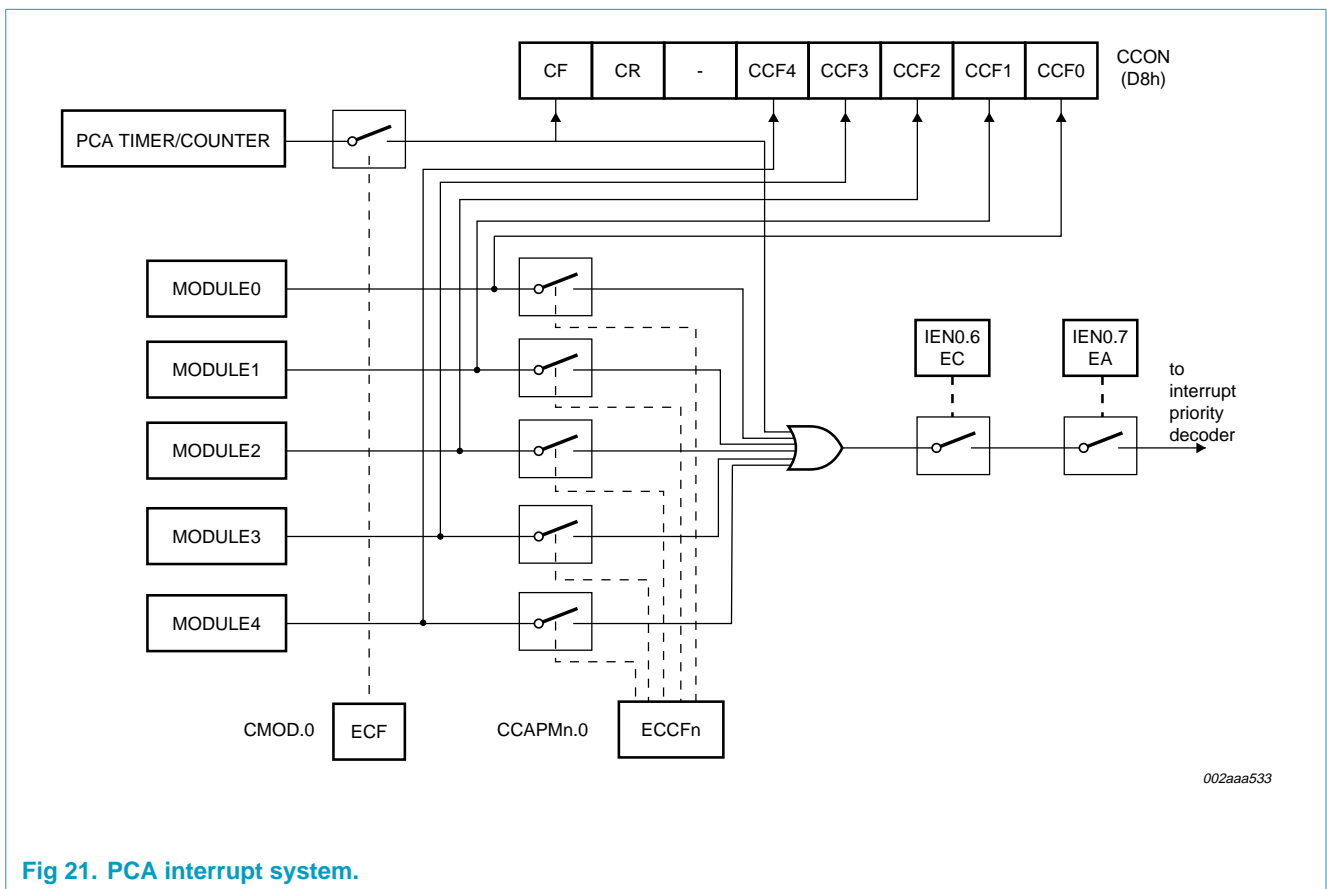 CF CR - CCF4 CCF3 CCF2 CCF1 CCF0
CCON
(D8h)
PCA TIMER/COUNTER
MODULE0
MODULE1
MODULE2
MODULE3
MODULE4
IEN0.6
EC
IEN0.7
EA
to
interrupt
priority
decoder
CMOD.0 ECF
CCAPMn.0 ECCFn
002aaa533
Fig 21. PCA interrupt system.